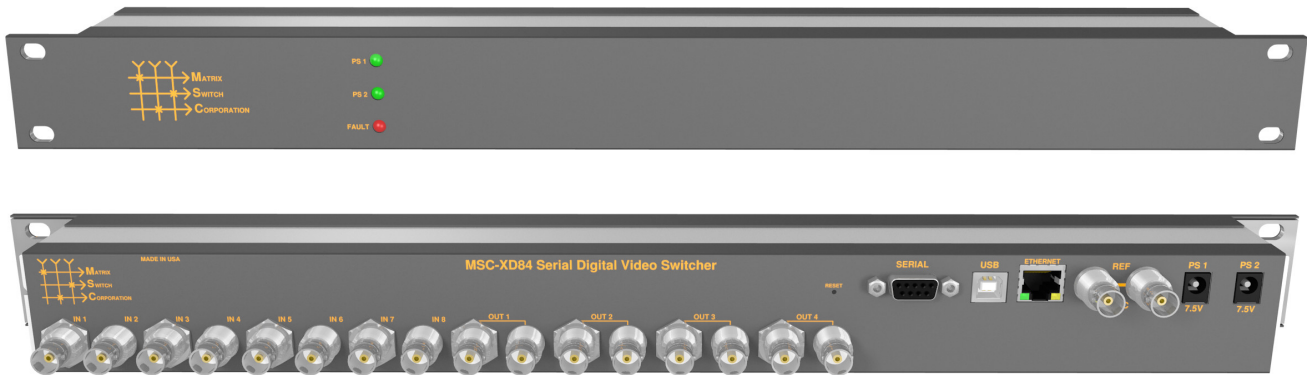 MATRIX
SWITCH
CORPORATION
PS 1
PS 2
FAULT
MADE IN USA
MATRIX
SWITCH
CORPORATION
MSC-XD84 Serial Digital Video Switcher
RESET
SERIAL
USB
ETHERNET
REF
PS 1
PS 2
7.5V
7.5V
IN 1
IN 2
IN 3
IN 4
IN 5
IN 6
IN 7
IN 8
OUT 1
OUT 2
OUT 3
OUT 4